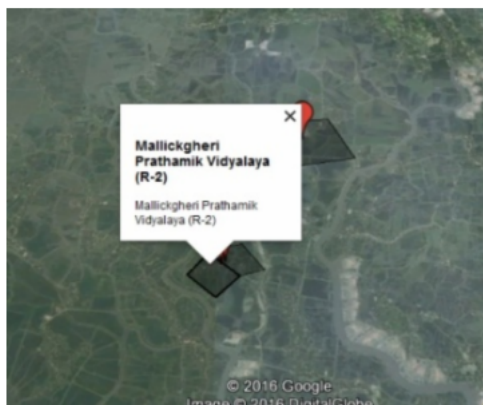 Mallickgheri
Prathamik Vidyalaya
(R-2)
Mallickgheri Prathamik
Vidyalaya (R-2)
© 2016 Google
Image © 2016 DigitalGlobe